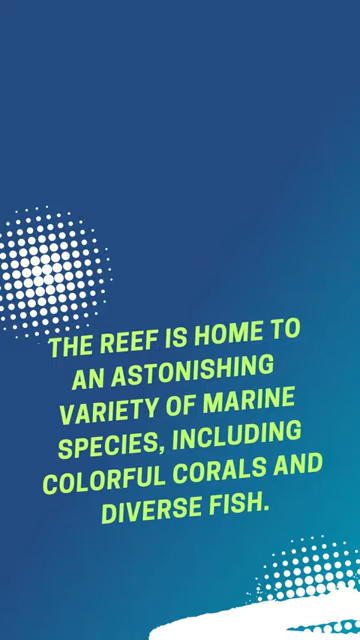 THE REEF IS HOME TO
AN ASTONISHING
VARIETY OF MARINE
SPECIES, INCLUDING
COLORFUL CORALS AND
DIVERSE FISH.